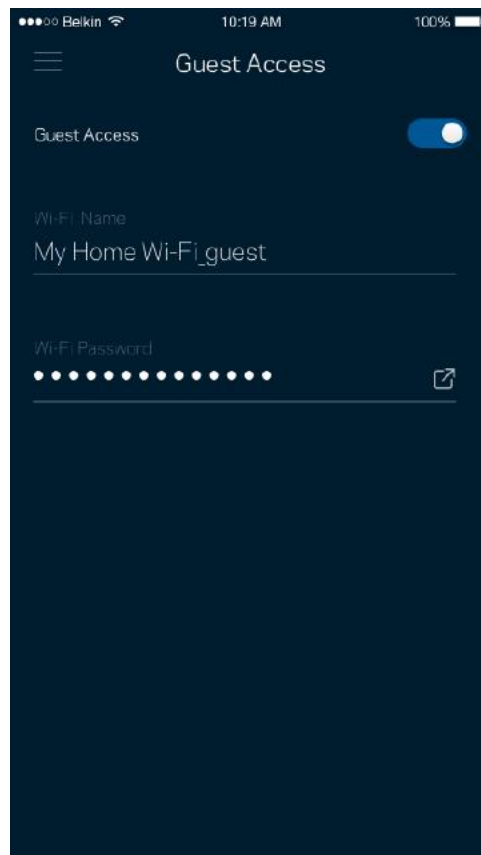 Belkin 10:19 AM 100%
Guest Access
Guest Access
Wi-Fi Name
My Home Wi-Fi_guest
Wi-Fi Password
••••••••••••••